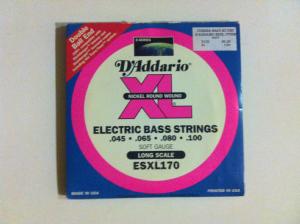 Double
Ball End
E-SERIES
D'Addario
XL
NICKEL ROUND WOUND
ELECTRIC BASS STRINGS
.045 • .065 • .080 • .100
SOFT GAUGE
LONG SCALE
ESXL170
MADE IN USA
PRINTED IN USA